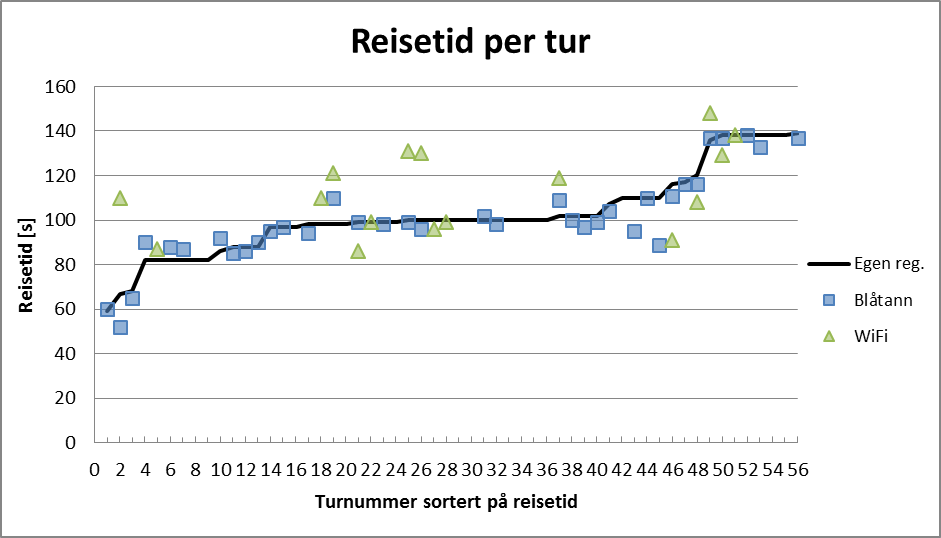 Reisetid per tur
Reisetid [s]
160
140
120
100
80
60
40
20
0
0 2 4 6 8 10 12 14 16 18 20 22 24 26 28 30 32 34 36 38 40 42 44 46 48 50 52 54 56
Turnummer sortert på reisetid
Egen reg.
Blåtann
WiFi